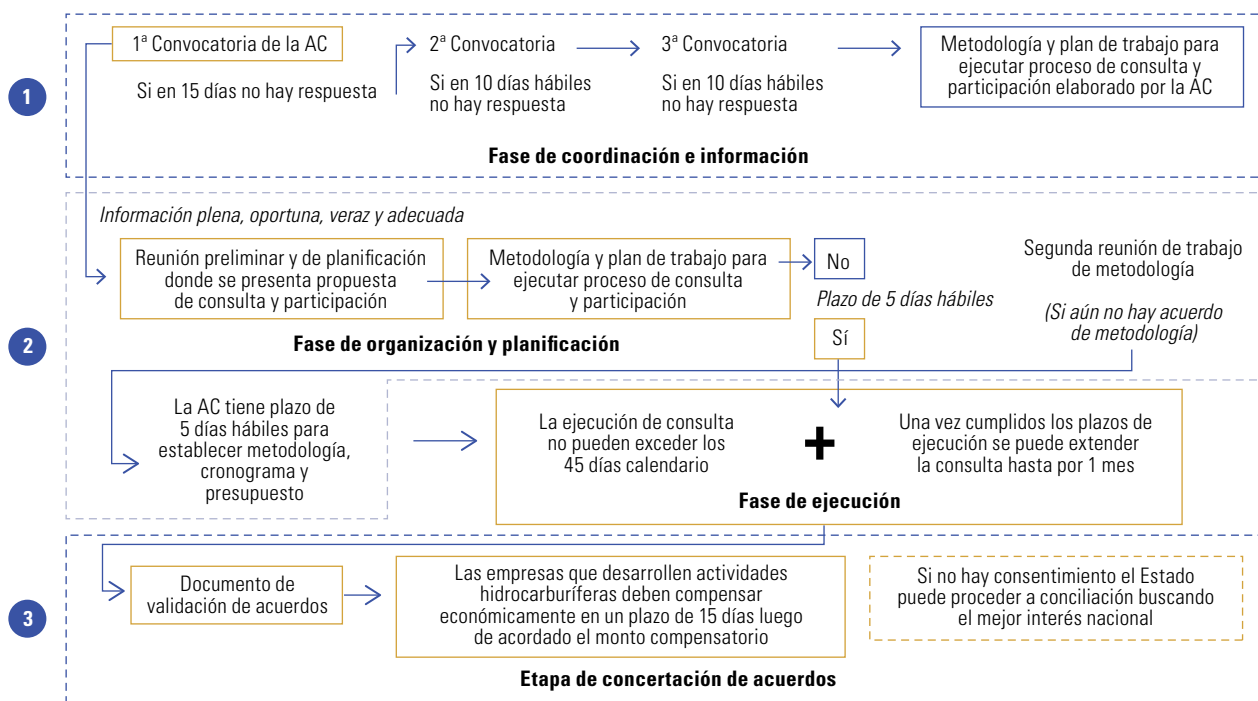 1
1ª Convocatoria de la AC
Si en 15 días no hay respuesta
2ª Convocatoria
Si en 10 días hábiles
no hay respuesta
3ª Convocatoria
Si en 10 días hábiles
no hay respuesta
Metodología y plan de trabajo para
ejecutar proceso de consulta y
participación elaborado por la AC
Fase de coordinación e información
2
Información plena, oportuna, veraz y adecuada
Reunión preliminar y de planificación
donde se presenta propuesta
de consulta y participación
Metodología y plan de trabajo para
ejecutar proceso de consulta
y participación
No
Plazo de 5 días hábiles
Sí
Segunda reunión de trabajo
de metodología
(Si aún no hay acuerdo
de metodología)
Fase de organización y planificación
La AC tiene plazo de
5 días hábiles para
establecer metodología,
cronograma y
presupuesto
La ejecución de consulta
no pueden exceder los
45 días calendario
+
Una vez cumplidos los plazos de
ejecución se puede extender
la consulta hasta por 1 mes
Fase de ejecución
3
Documento de
validación de acuerdos
Las empresas que desarrollen actividades
hidrocarburíferas deben compensar
económicamente en un plazo de 15 días luego
de acordado el monto compensatorio
Si no hay consentimiento el Estado
puede proceder a conciliación buscando
el mejor interés nacional
Etapa de concertación de acuerdos